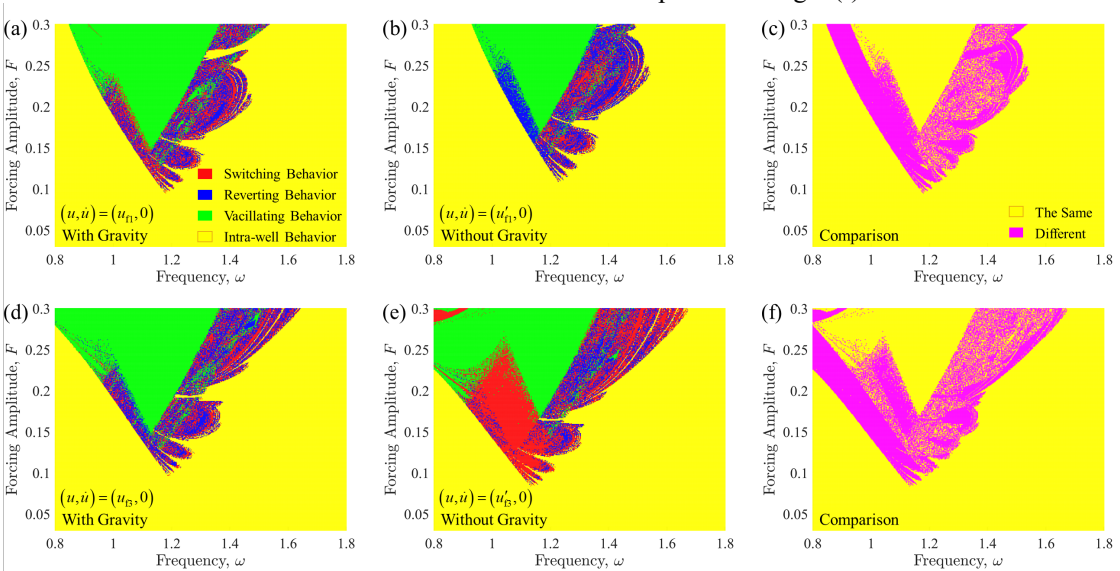 (a)
0.3
0.25
0.2
0.15
0.1
0.05
Forcing Amplitude, F
Switching Behavior
Reverting Behavior
Vacillating Behavior
Intra-well Behavior
(u, u̇) = (u_f1, 0)
With Gravity
0.8 1 1.2 1.4 1.6 1.8
Frequency, ω
(b)
0.3
0.25
0.2
0.15
0.1
0.05
Forcing Amplitude, F
(u, u̇) = (u′_f1, 0)
Without Gravity
0.8 1 1.2 1.4 1.6 1.8
Frequency, ω
(c)
0.3
0.25
0.2
0.15
0.1
0.05
Forcing Amplitude, F
The Same
Different
Comparison
0.8 1 1.2 1.4 1.6 1.8
Frequency, ω
(d)
0.3
0.25
0.2
0.15
0.1
0.05
Forcing Amplitude, F
(u, u̇) = (u_f3, 0)
With Gravity
0.8 1 1.2 1.4 1.6 1.8
Frequency, ω
(e)
0.3
0.25
0.2
0.15
0.1
0.05
Forcing Amplitude, F
(u, u̇) = (u′_f3, 0)
Without Gravity
0.8 1 1.2 1.4 1.6 1.8
Frequency, ω
(f)
0.3
0.25
0.2
0.15
0.1
0.05
Forcing Amplitude, F
Comparison
0.8 1 1.2 1.4 1.6 1.8
Frequency, ω